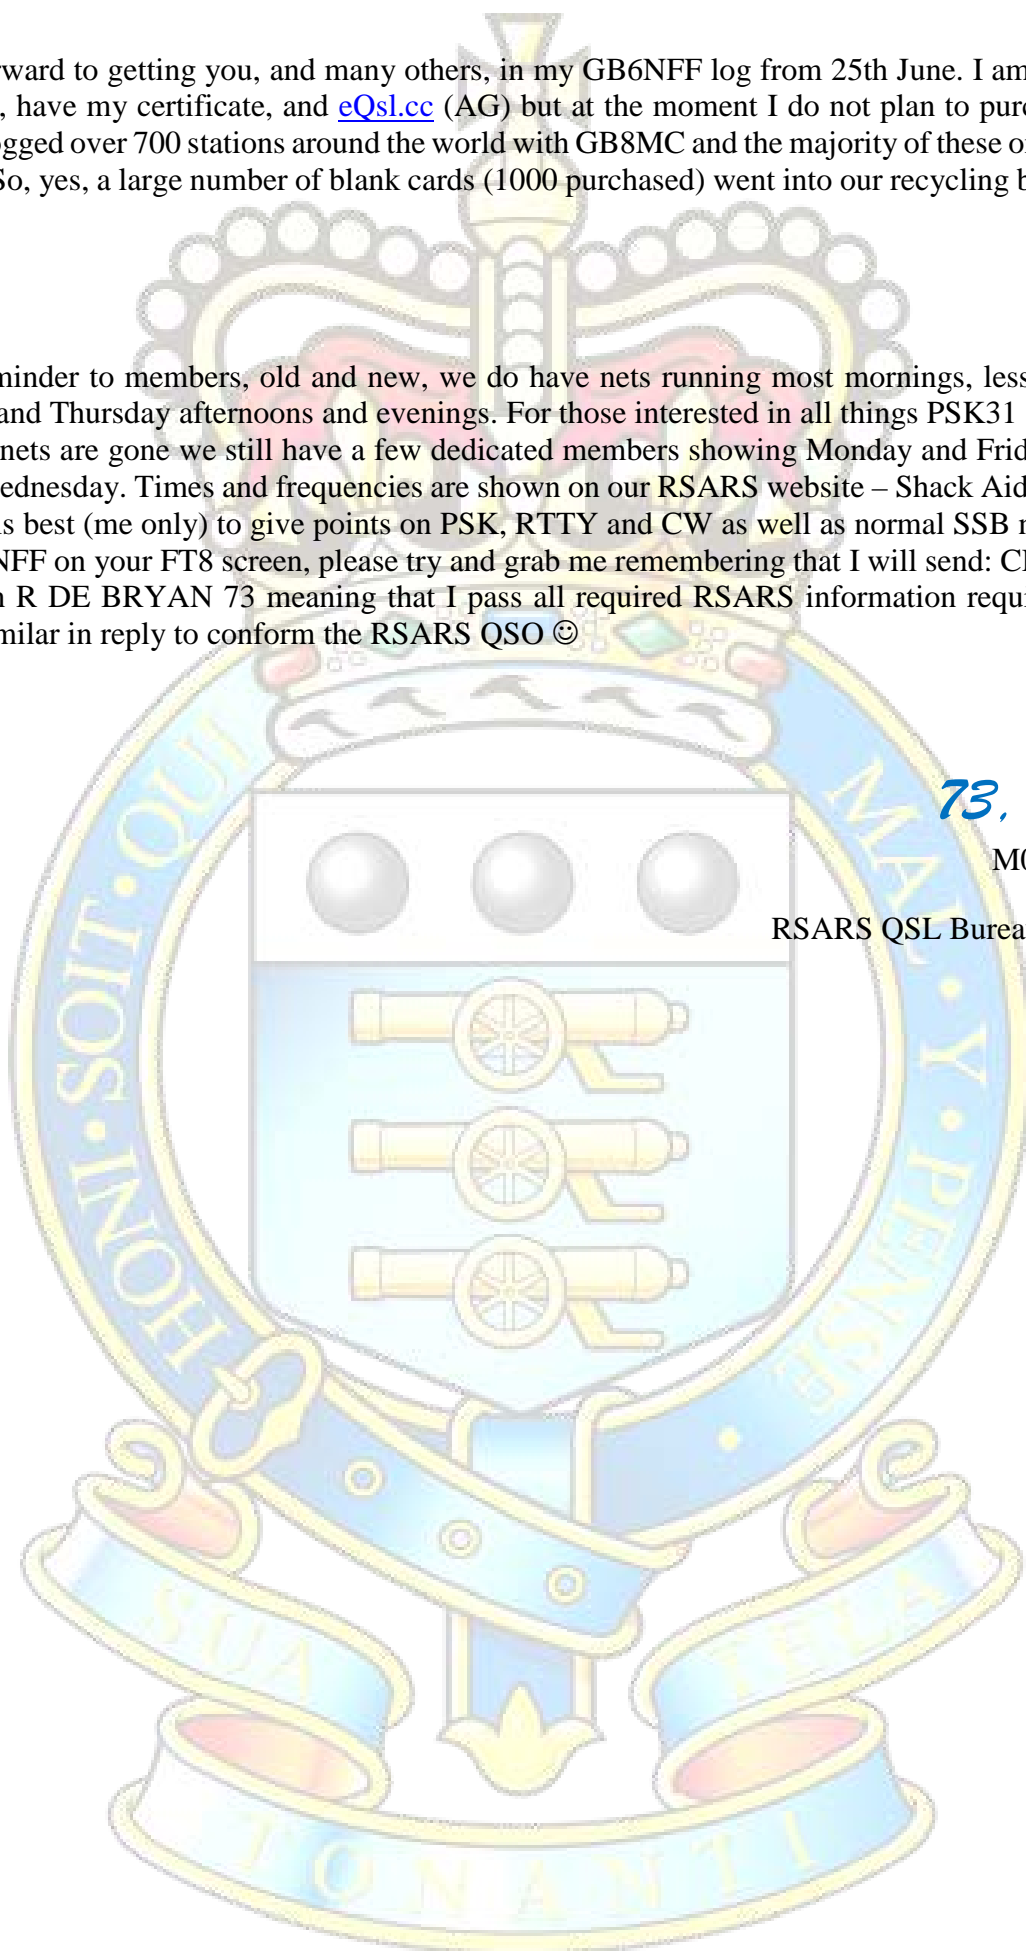 rward to getting you, and many others, in my GB6NFF log from 25th June. I am
, have my certificate, and eQsl.cc (AG) but at the moment I do not plan to purc
ogged over 700 stations around the world with GB8MC and the majority of these o
So, yes, a large number of blank cards (1000 purchased) went into our recycling b
minder to members, old and new, we do have nets running most mornings, less
and Thursday afternoons and evenings. For those interested in all things PSK31
nets are gone we still have a few dedicated members showing Monday and Frid
ednesday. Times and frequencies are shown on our RSARS website – Shack Aid
is best (me only) to give points on PSK, RTTY and CW as well as normal SSB
NFF on your FT8 screen, please try and grab me remembering that I will send:
n R DE BRYAN 73 meaning that I pass all required RSARS information requi
milar in reply to conform the RSARS QSO ☺
73,
M0
RSARS QSL Burea
HONI · SOIT · QUI MAL · Y · PENSE ·
SUA TELA
TONANTI